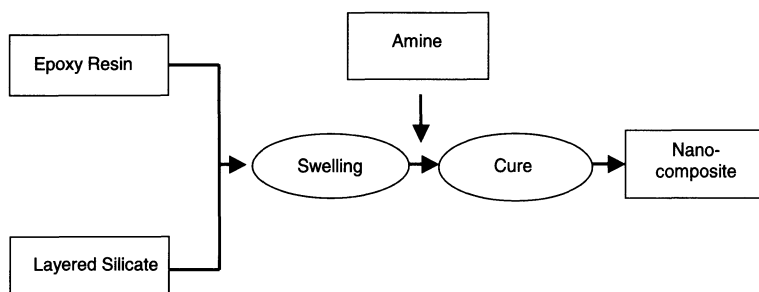 Amine
Epoxy Resin
Swelling
Cure
Nano-
composite
Layered Silicate